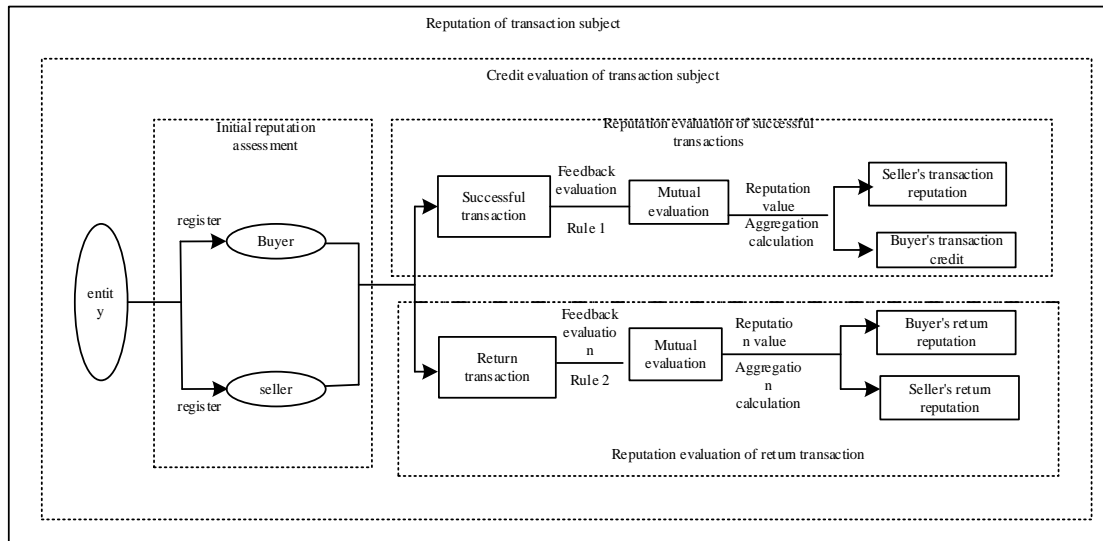 Reputation of transaction subject
Credit evaluation of transaction subject
Initial reputation
assessment
register
Buyer
entit
y
seller
register
Reputation evaluation of successful
transactions
Successful
transaction
Feedback
evaluation
Rule 1
Mutual
evaluation
Reputation
value
Aggregation
calculation
Seller's transaction
reputation
Buyer's transaction
credit
Return
transaction
Feedback
evaluatio
n
Rule 2
Mutual
evaluation
Reputatio
n value
Aggregatio
n
calculation
Buyer's return
reputation
Seller's return
reputation
Reputation evaluation of return transaction